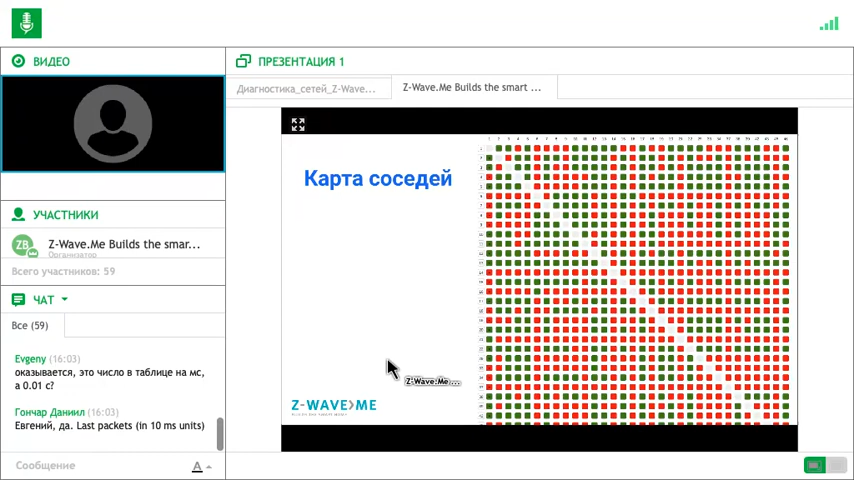 ВИДЕО
ПРЕЗЕНТАЦИЯ 1
Диагностика_сетей_Z-Wave...
Z-Wave.Me Builds the smart ...
Карта соседей
УЧАСТНИКИ
ZB
Z-Wave.Me Builds the smar...
Организатор
Всего участников: 59
ЧАТ
Все (59)
Evgeny (16:03)
оказывается, это число в таблице на мс,
а 0.01 с?
Гончар Даниил (16:03)
Евгений, да. Last packets (in 10 ms units)
Z-Wave.Me ...
Z-WAVE>ME
Сообщение
A